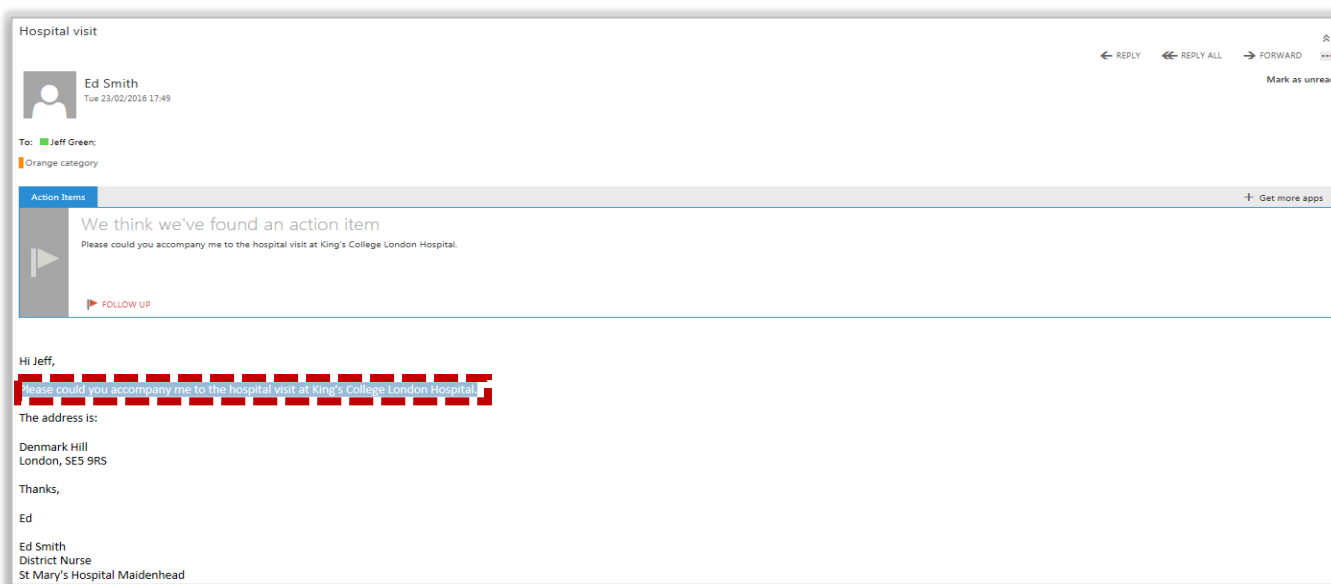 Hospital visit
REPLY REPLY ALL FORWARD
Ed Smith
Tue 23/02/2016 17:49
Mark as unread
To: Jeff Green;
Orange category
Action Items
+ Get more apps
We think we've found an action item
Please could you accompany me to the hospital visit at King's College London Hospital.
FOLLOW UP
Hi Jeff,
Please could you accompany me to the hospital visit at King's College London Hospital.
The address is:
Denmark Hill
London, SE5 9RS
Thanks,
Ed
Ed Smith
District Nurse
St Mary's Hospital Maidenhead